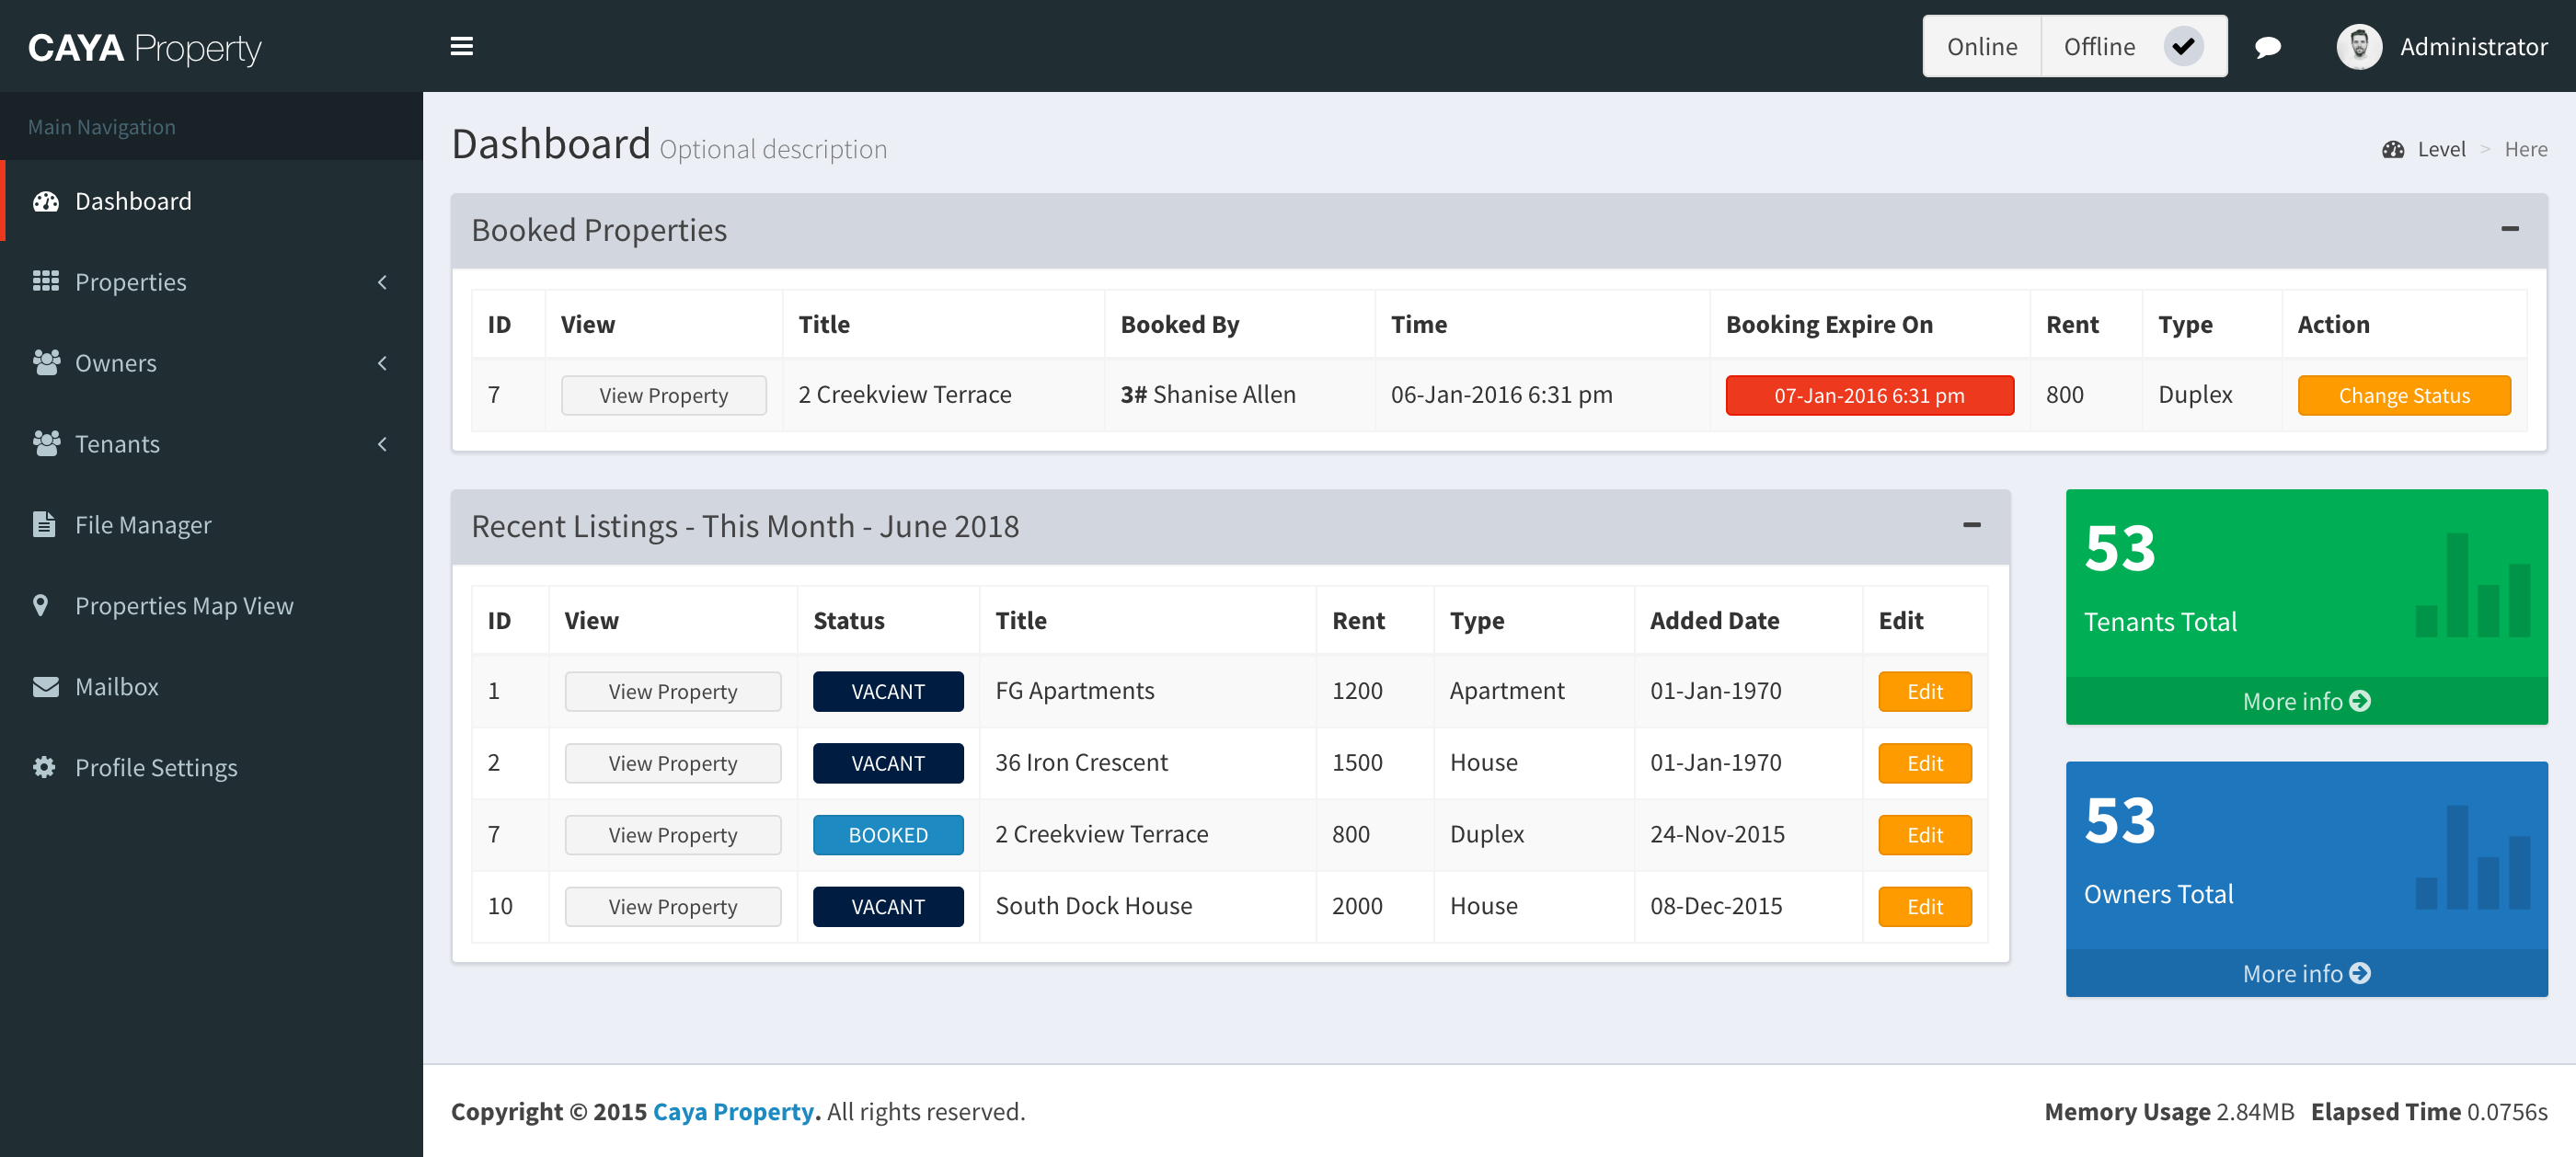 CAYA Property
Online Offline
Administrator
Main Navigation
Dashboard
Properties
Owners
Tenants
File Manager
Properties Map View
Mailbox
Profile Settings
Dashboard Optional description
Level > Here
Booked Properties
ID View Title Booked By Time Booking Expire On Rent Type Action
7 View Property 2 Creekview Terrace 3# Shanise Allen 06-Jan-2016 6:31 pm 07-Jan-2016 6:31 pm 800 Duplex Change Status
Recent Listings - This Month - June 2018
ID View Status Title Rent Type Added Date Edit
1 View Property VACANT FG Apartments 1200 Apartment 01-Jan-1970 Edit
2 View Property VACANT 36 Iron Crescent 1500 House 01-Jan-1970 Edit
7 View Property BOOKED 2 Creekview Terrace 800 Duplex 24-Nov-2015 Edit
10 View Property VACANT South Dock House 2000 House 08-Dec-2015 Edit
53
Tenants Total
More info
53
Owners Total
More info
Copyright © 2015 Caya Property. All rights reserved.
Memory Usage 2.84MB Elapsed Time 0.0756s